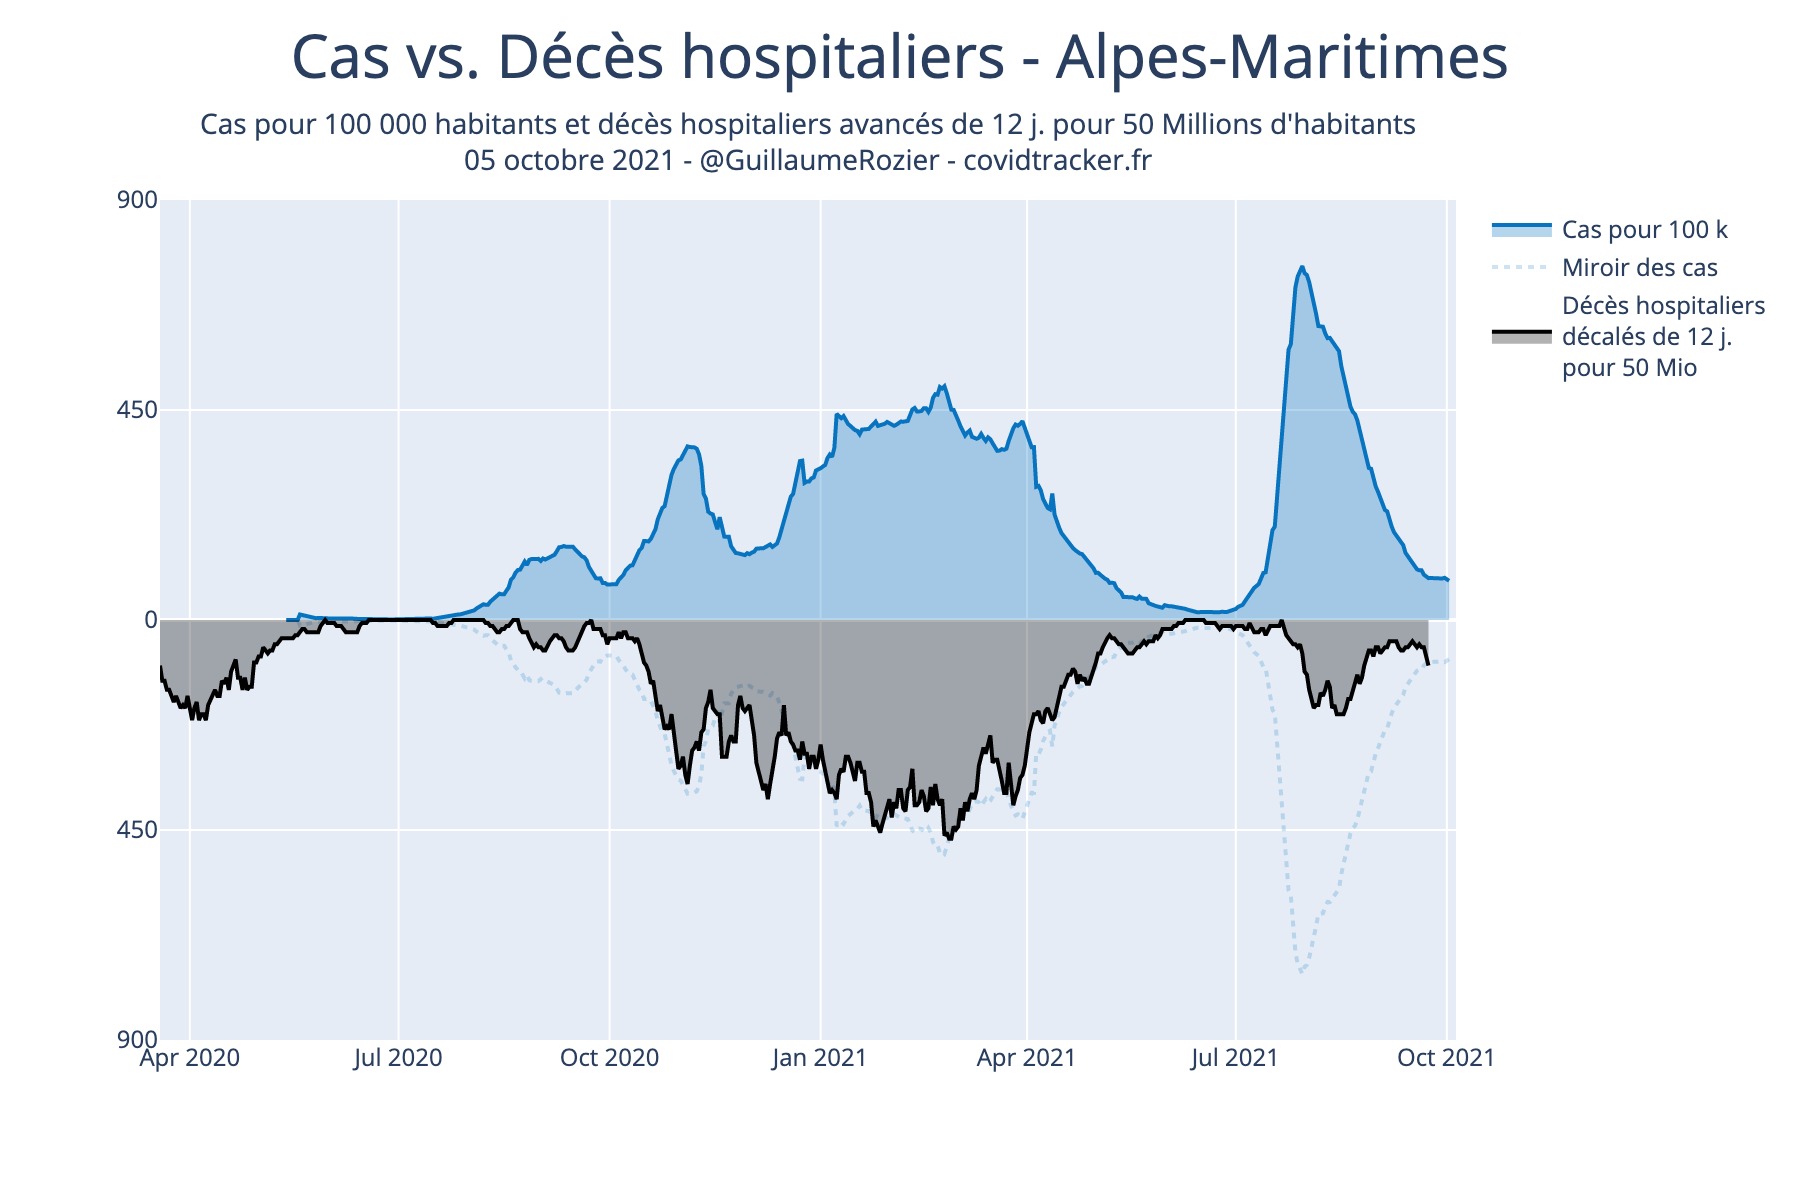 Cas vs. Décès hospitaliers - Alpes-Maritimes
Cas pour 100 000 habitants et décès hospitaliers avancés de 12 j. pour 50 Millions d'habitants
05 octobre 2021 - @GuillaumeRozier - covidtracker.fr
900
450
0
450
900
Apr 2020
Jul 2020
Oct 2020
Jan 2021
Apr 2021
Jul 2021
Oct 2021
Cas pour 100 k
Miroir des cas
Décès hospitaliers
décalés de 12 j.
pour 50 Mio